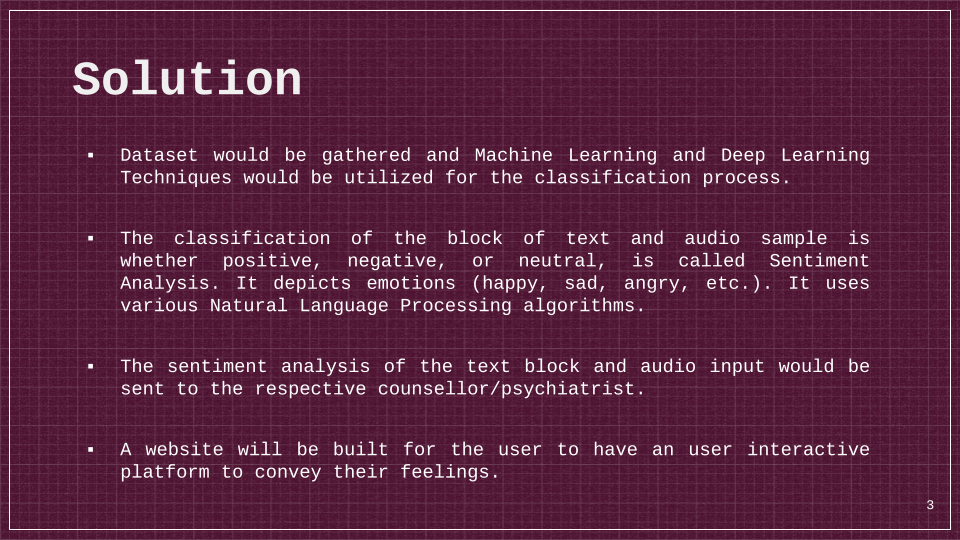 Solution
▪ Dataset would be gathered and Machine Learning and Deep Learning
Techniques would be utilized for the classification process.
▪ The classification of the block of text and audio sample is
whether positive, negative, or neutral, is called Sentiment
Analysis. It depicts emotions (happy, sad, angry, etc.). It uses
various Natural Language Processing algorithms.
▪ The sentiment analysis of the text block and audio input would be
sent to the respective counsellor/psychiatrist.
▪ A website will be built for the user to have an user interactive
platform to convey their feelings.
3